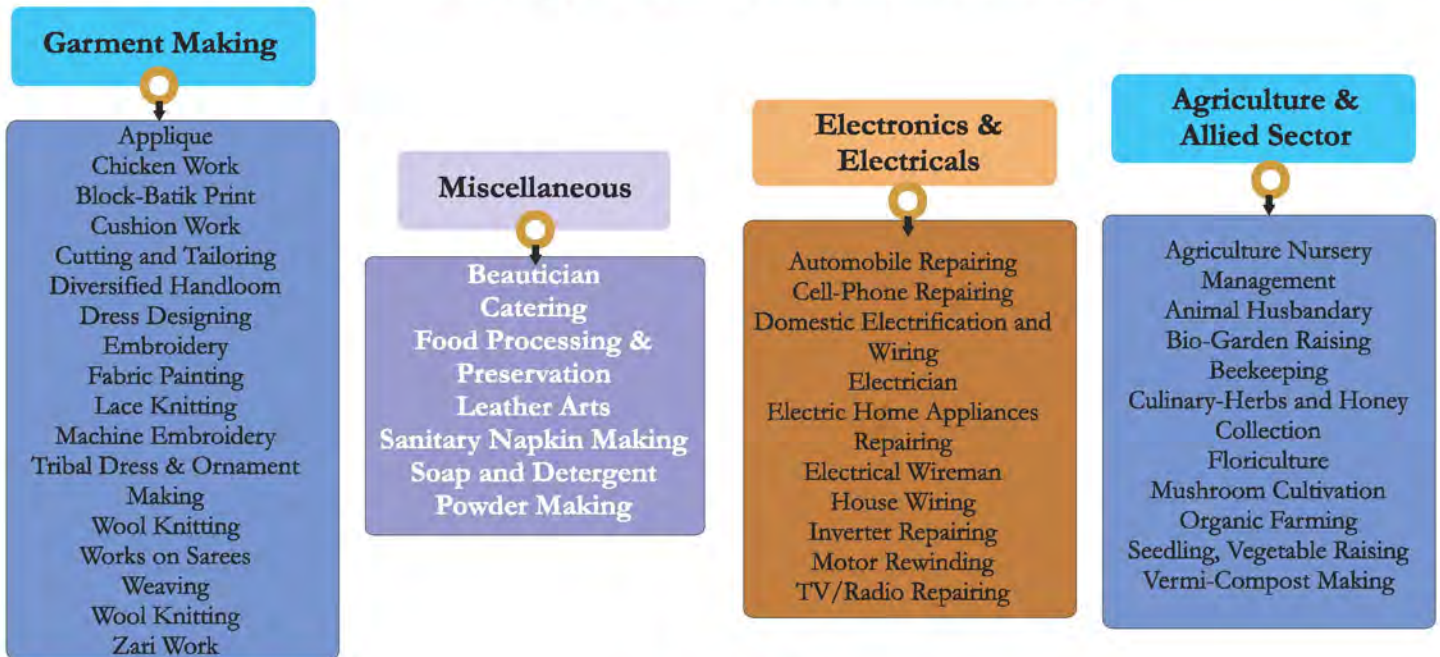 Garment Making
Applique
Chicken Work
Block-Batik Print
Cushion Work
Cutting and Tailoring
Diversified Handloom
Dress Designing
Embroidery
Fabric Painting
Lace Knitting
Machine Embroidery
Tribal Dress & Ornament
Making
Wool Knitting
Works on Sarees
Weaving
Wool Knitting
Zari Work
Miscellaneous
Beautician
Catering
Food Processing &
Preservation
Leather Arts
Sanitary Napkin Making
Soap and Detergent
Powder Making
Electronics &
Electricals
Automobile Repairing
Cell-Phone Repairing
Domestic Electrification and
Wiring
Electrician
Electric Home Appliances
Repairing
Electrical Wireman
House Wiring
Inverter Repairing
Motor Rewinding
TV/Radio Repairing
Agriculture &
Allied Sector
Agriculture Nursery
Management
Animal Husbandary
Bio-Garden Raising
Beekeeping
Culinary-Herbs and Honey
Collection
Floriculture
Mushroom Cultivation
Organic Farming
Seedling, Vegetable Raising
Vermi-Compost Making